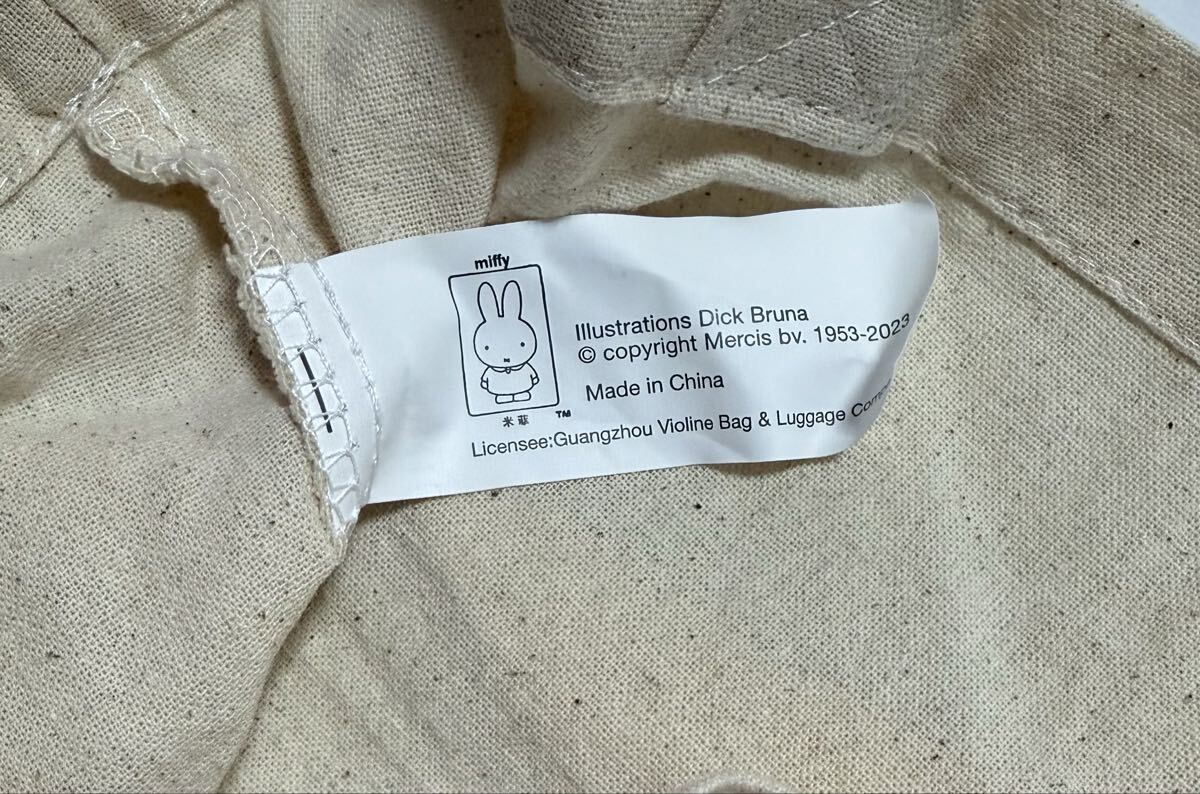 miffy
米菲
TM
Illustrations Dick Bruna
© copyright Mercis bv. 1953-2023
Made in China
Licensee:Guangzhou Violine Bag & Luggage